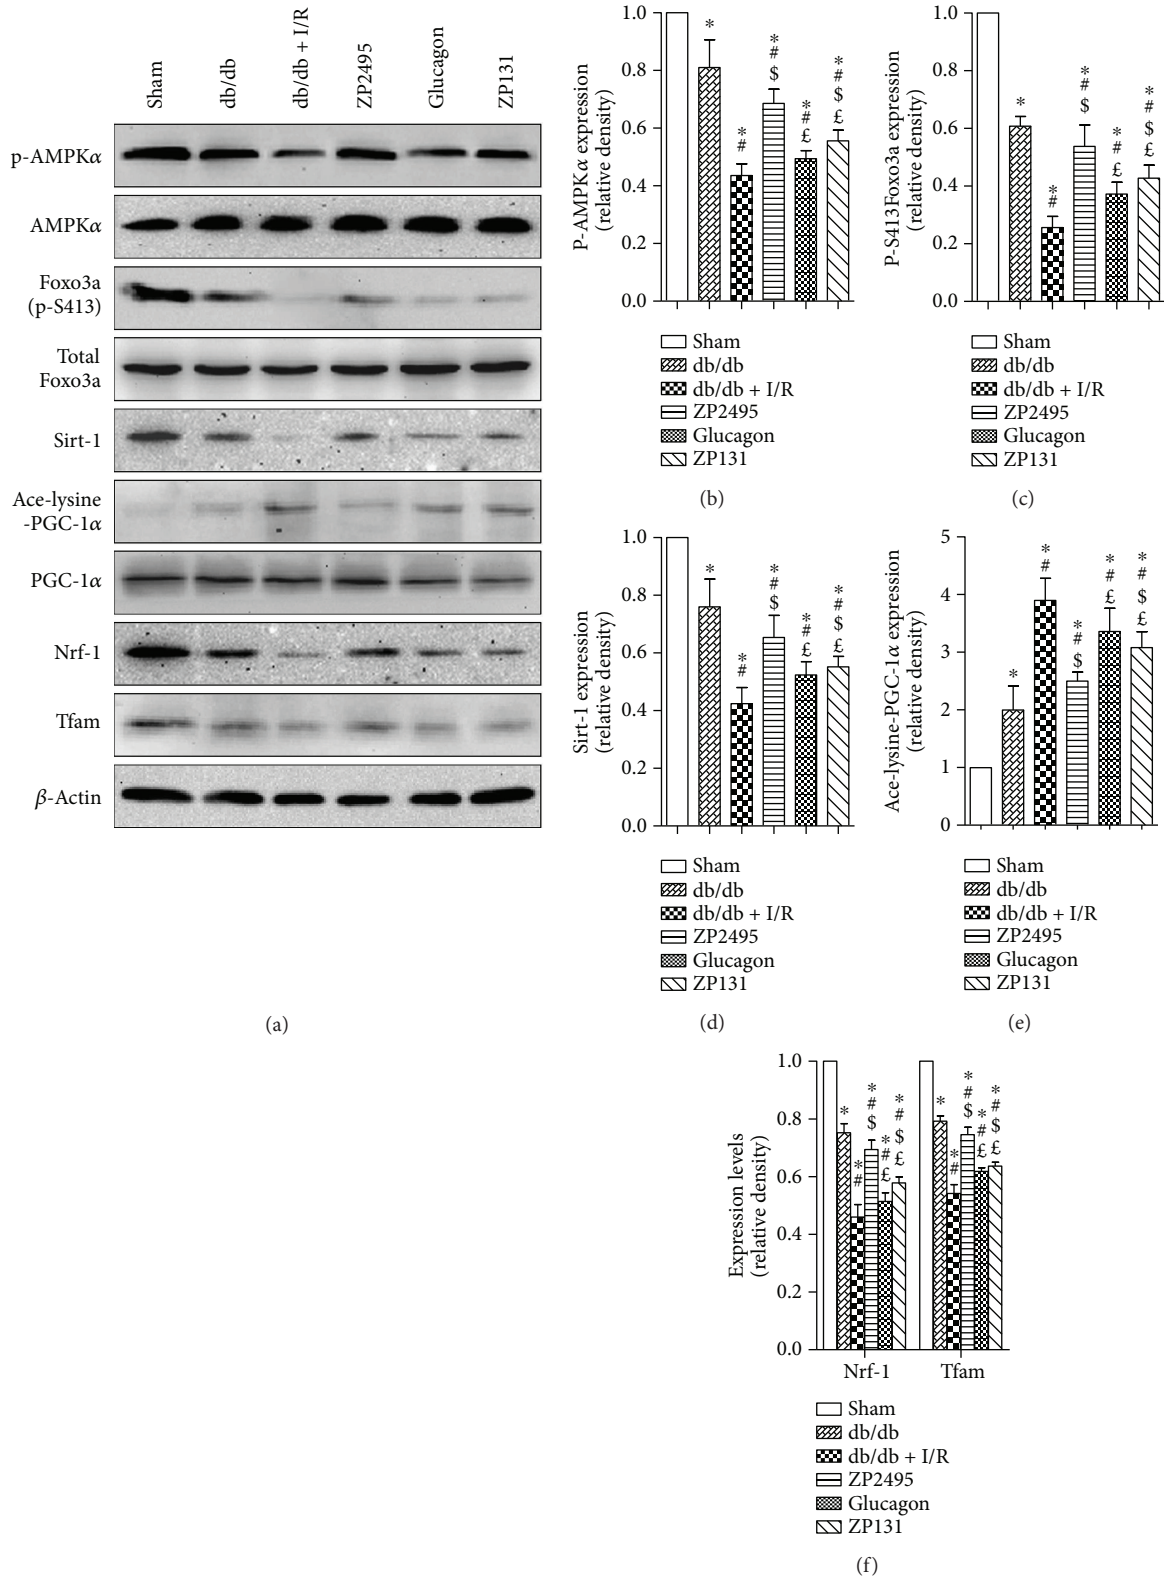 Sham
db/db
db/db + I/R
ZP2495
Glucagon
ZP131
p-AMPKα
AMPKα
Foxo3a
(p-S413)
Total
Foxo3a
Sirt-1
Ace-lysine
-PGC-1α
PGC-1α
Nrf-1
Tfam
β-Actin
(a)
P-AMPKα expression
(relative density)
1.0
0.8
0.6
0.4
0.2
0.0
*
*
#
*
#
$
*
#
£
*
#
$
£
Sham
db/db
db/db + I/R
ZP2495
Glucagon
ZP131
(b)
P-S413Foxo3a expression
(relative density)
1.0
0.8
0.6
0.4
0.2
0.0
*
*
#
*
#
$
*
#
£
*
#
$
£
Sham
db/db
db/db + I/R
ZP2495
Glucagon
ZP131
(c)
Sirt-1 expression
(relative density)
1.0
0.8
0.6
0.4
0.2
0.0
*
*
#
*
#
$
*
#
£
*
#
$
£
Sham
db/db
db/db + I/R
ZP2495
Glucagon
ZP131
(d)
Ace-lysine-PGC-1α expression
(relative density)
5
4
3
2
1
0
*
*
#
*
#
$
*
#
£
*
#
$
£
Sham
db/db
db/db + I/R
ZP2495
Glucagon
ZP131
(e)
Expression levels
(relative density)
1.0
0.8
0.6
0.4
0.2
0.0
*
*
#
*
#
$
*
#
£
*
#
$
£
*
*
#
*
#
$
*
#
£
*
#
$
£
Nrf-1 Tfam
Sham
db/db
db/db + I/R
ZP2495
Glucagon
ZP131
(f)